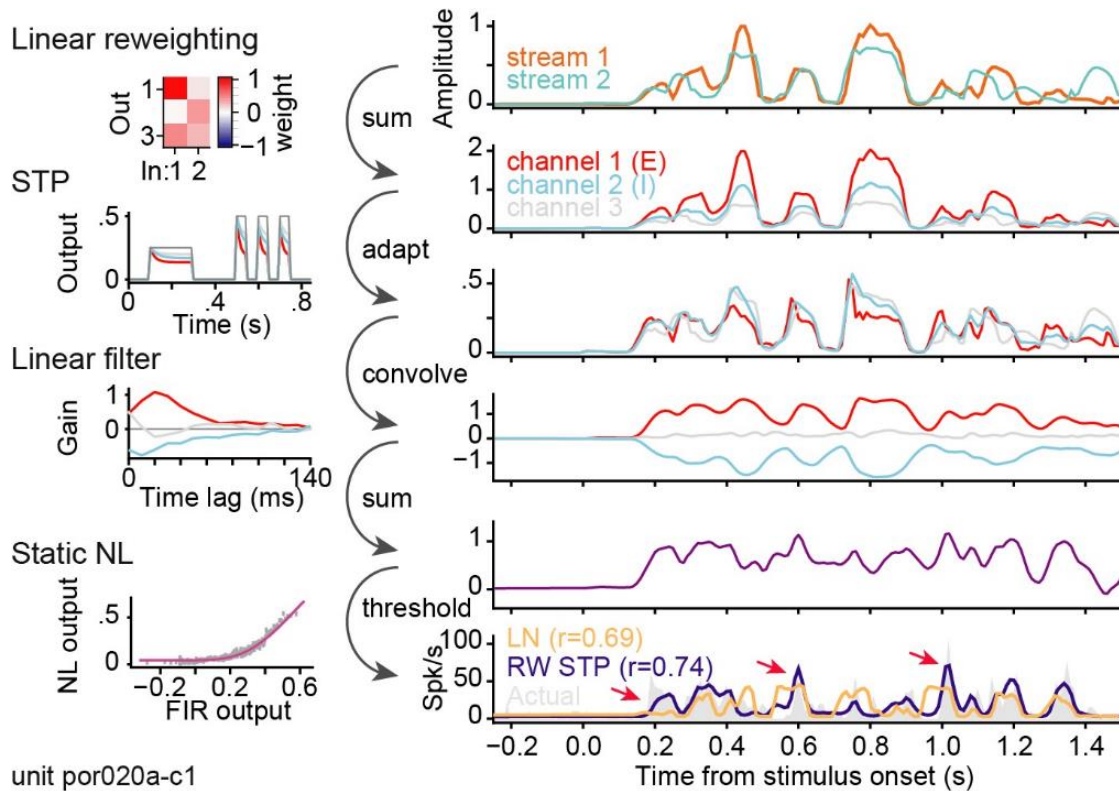 Linear reweighting
Out
1
3
In:1 2
1
0
−1
weight
sum
Amplitude
1
0
stream 1
stream 2
STP
Output
.5
0
0 .4 .8
Time (s)
adapt
2
1
0
channel 1 (E)
channel 2 (I)
channel 3
.5
0
Linear filter
Gain
1
0
0 140
Time lag (ms)
convolve
1
0
−1
sum
1
0
Static NL
NL output
.5
0
−0.2 0.2 0.6
FIR output
threshold
Spk/s
100
50
0
LN (r=0.69)
RW STP (r=0.74)
Actual
−0.2 0.0 0.2 0.4 0.6 0.8 1.0 1.2 1.4
Time from stimulus onset (s)
unit por020a-c1